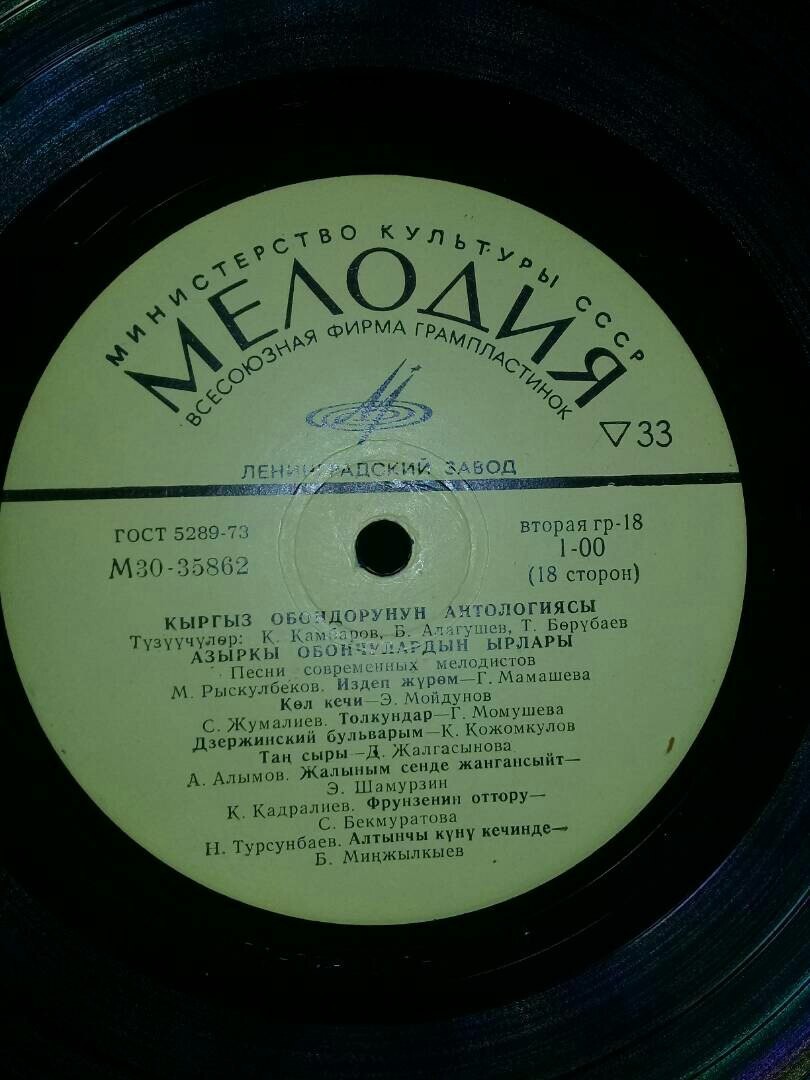 МИНИСТЕРСТВО КУЛЬТУРЫ СССР
МЕЛОДИЯ
ВСЕСОЮЗНАЯ ФИРМА ГРАМПЛАСТИНОК
33
ЛЕНИНГРАДСКИЙ ЗАВОД
ГОСТ 5289-73
М30-35862
вторая гр-18
1-00
(18 сторон)
КЫРГЫЗ ОБОНДОРУНУН АНТОЛОГИЯСЫ
Түзүүчүлөр: К. Камбаров, Б. Алагушев, Т. Бөрүбаев
АЗЫРКЫ ОБОНЧУЛАРДЫН ЫРЛАРЫ
Песни современных мелодистов
М. Рыскулбеков. Издеп жүрөм—Г. Мамашева
Көл кечи—Э. Мойдунов
С. Жумалиев. Толкундар—Г. Момушева
Дзержинский бульварым—К. Кожомкулов
Таң сыры—Д. Жалгасынова
А. Алымов. Жалыным сенде жангансыйт—
Э. Шамурзин
К. Кадралиев. Фрунзенин оттору—
С. Бекмуратова
Н. Турсунбаев. Алтынчы күнү кечинде—
Б. Миңжылкыев